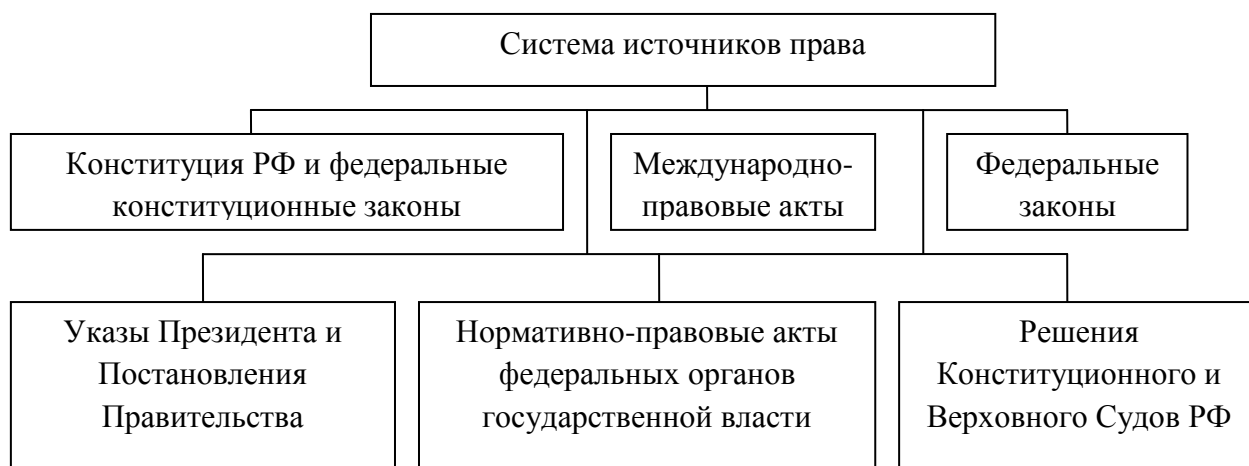 Система источников права
Конституция РФ и федеральные
конституционные законы
Международно-
правовые акты
Федеральные
законы
Указы Президента и
Постановления
Правительства
Нормативно-правовые акты
федеральных органов
государственной власти
Решения
Конституционного и
Верховного Судов РФ